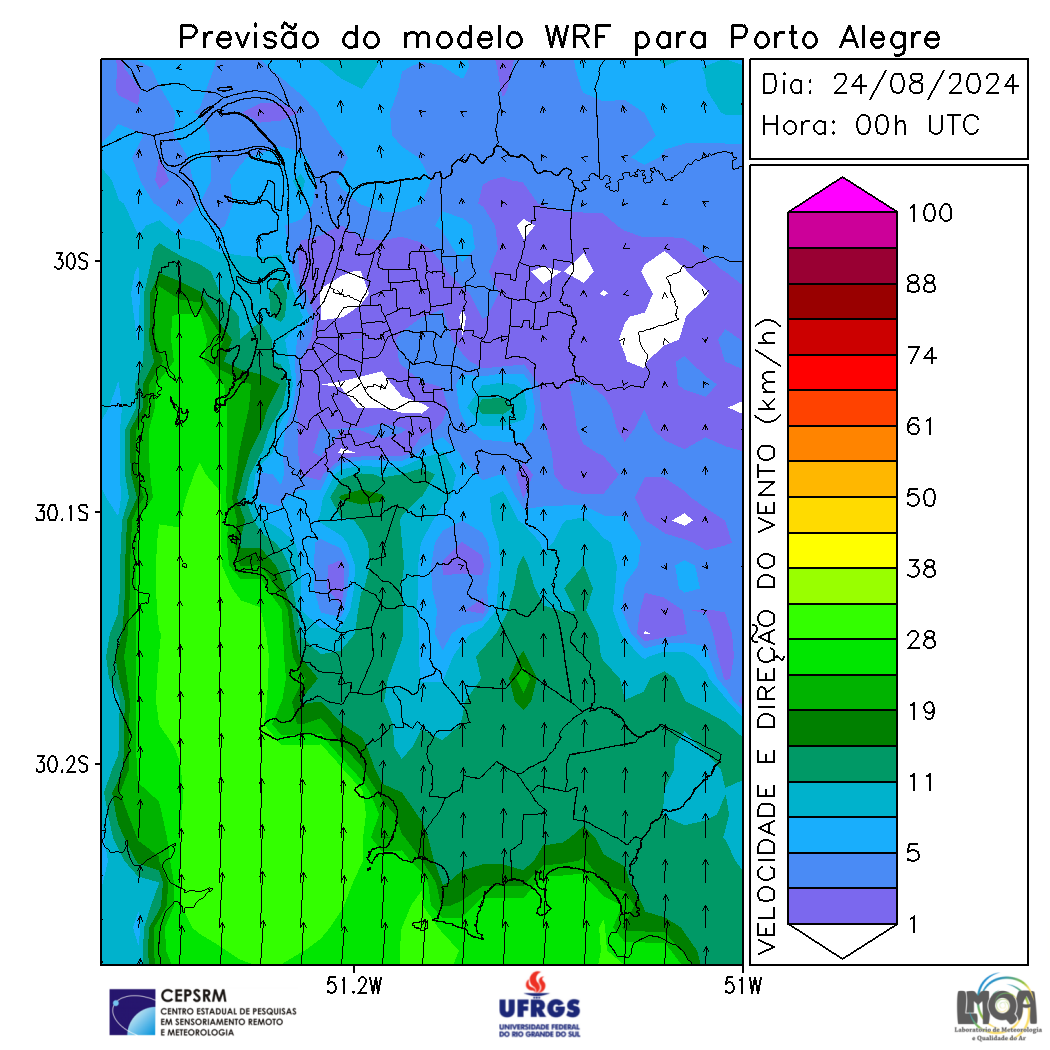 Previsão do modelo WRF para Porto Alegre
Dia: 24/08/2024
Hora: 00h UTC
30S
30.1S
30.2S
51.2W
51W
VELOCIDADE E DIREÇÃO DO VENTO (km/h)
100
88
74
61
50
38
28
19
11
5
1
CEPSRM
CENTRO ESTADUAL DE PESQUISAS
EM SENSORIAMENTO REMOTO
E METEOROLOGIA
UFRGS
UNIVERSIDADE FEDERAL
DO RIO GRANDE DO SUL
LMQA
Laboratório de Meteorologia
e Qualidade do Ar